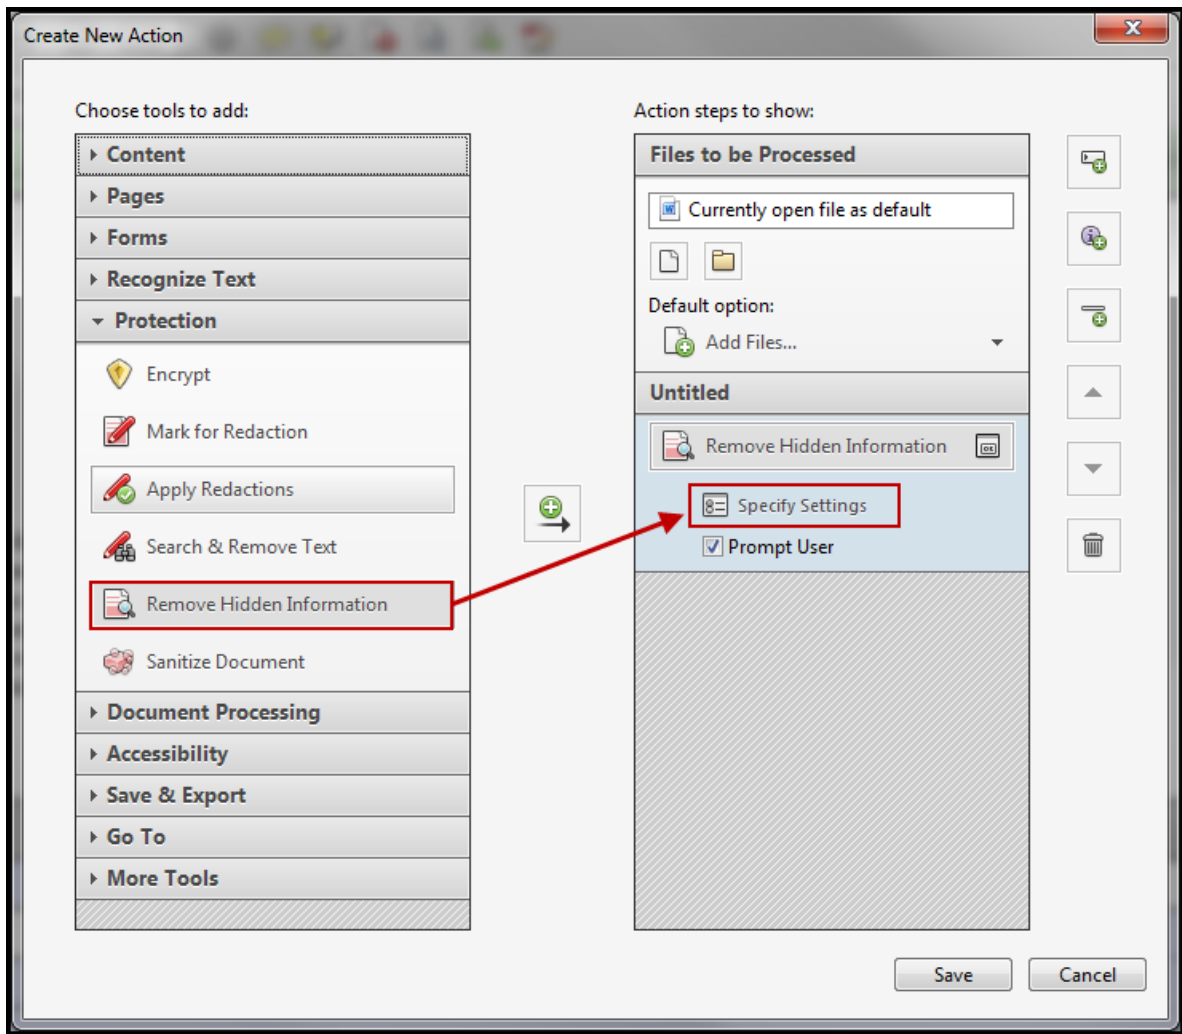 Create New Action
Choose tools to add:
Content
Pages
Forms
Recognize Text
Protection
Encrypt
Mark for Redaction
Apply Redactions
Search & Remove Text
Remove Hidden Information
Sanitize Document
Document Processing
Accessibility
Save & Export
Go To
More Tools
Action steps to show:
Files to be Processed
Currently open file as default
Default option:
Add Files...
Untitled
Remove Hidden Information
Specify Settings
Prompt User
Save
Cancel